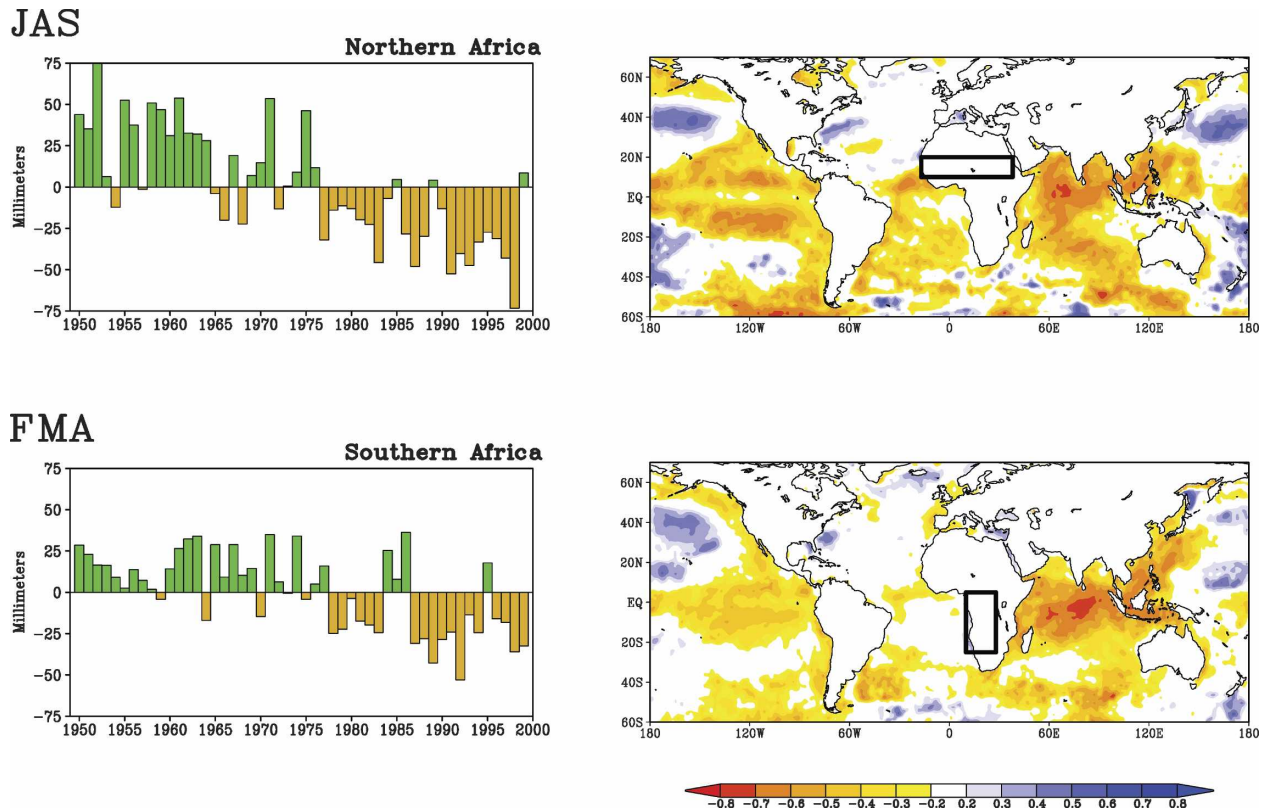 JAS
Northern Africa
75
50
25
0
−25
−50
−75
Millimeters
1950 1955 1960 1965 1970 1975 1980 1985 1990 1995 2000
60N
40N
20N
EQ
20S
40S
60S
180 120W 60W 0 60E 120E 180
FMA
Southern Africa
75
50
25
0
−25
−50
−75
Millimeters
1950 1955 1960 1965 1970 1975 1980 1985 1990 1995 2000
60N
40N
20N
EQ
20S
40S
60S
180 120W 60W 0 60E 120E 180
−0.8 −0.7 −0.6 −0.5 −0.4 −0.3 −0.2 0.2 0.3 0.4 0.5 0.6 0.7 0.8